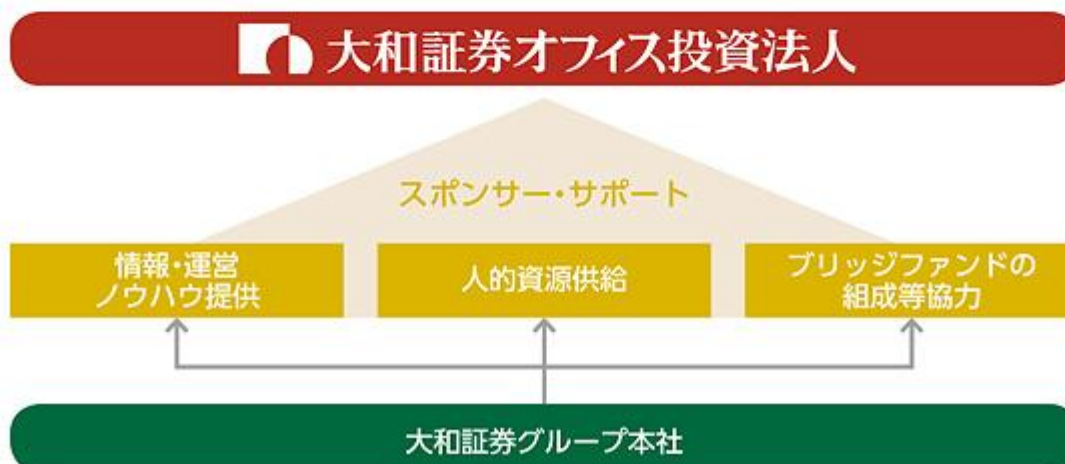 大和証券オフィス投資法人
スポンサー・サポート
情報・運営
ノウハウ提供
人的資源供給
ブリッジファンドの
組成等協力
大和証券グループ本社